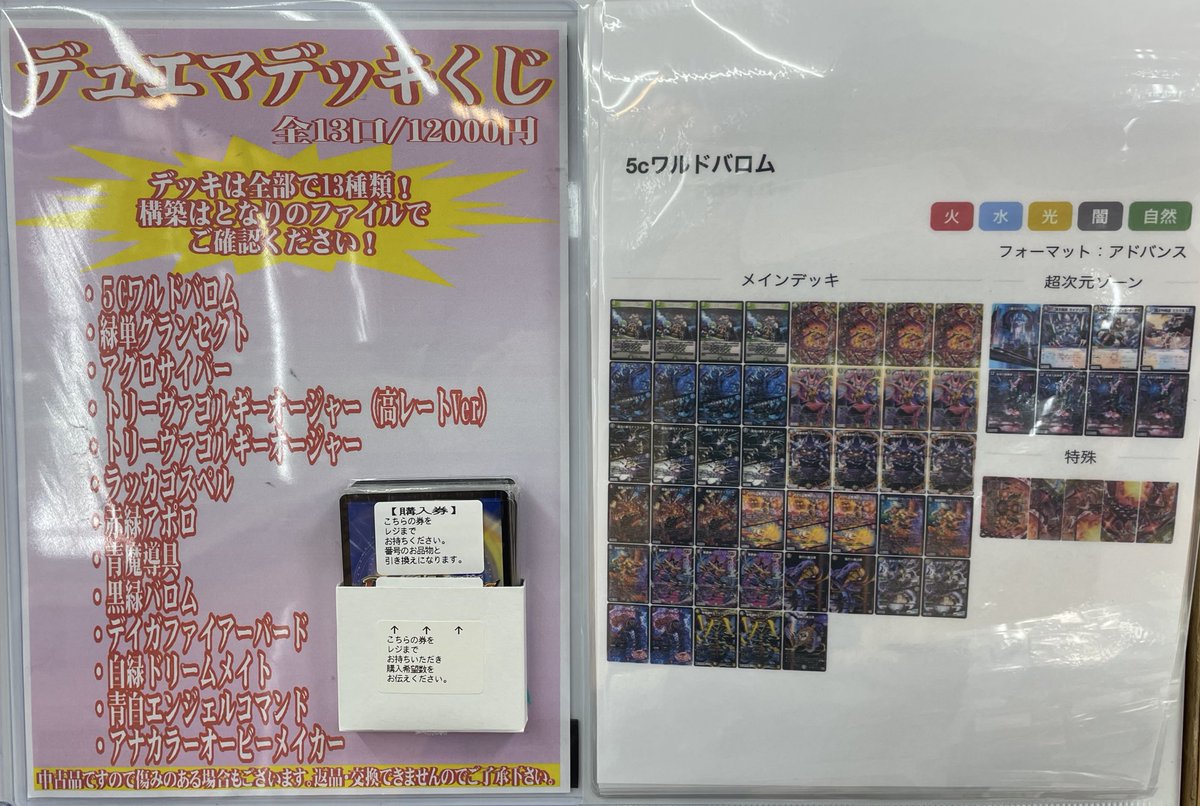 デュエマデッキくじ
全13口/12000円
デッキは全部で13種類！
構築はとなりのファイルで
ご確認ください！
・5Cワルドバロム
・緑単グランセクト
・アグロサイバー
・トリーヴァゴルギーオージャー（高レートVer）
・トリーヴァゴルギーオージャー
・ラッカゴスペル
・赤緑アポロ
・青魔導具
・黒緑バロム
・デイガファイアーバード
・白緑ドリームメイト
・青白エンジェルコマンド
・アナカラーオービーメイカー
中古品ですので傷みのある場合もございます。返品・交換できませんのでご了承下さい。
【購入券】
こちらの券を
レジまで
お持ちください。
番号のお品物と
引き換えになります。
↑ ↑ ↑
こちらの券を
レジまで
お持ちいただき
購入希望数を
お伝えください。
5cワルドバロム
火 水 光 闇 自然
フォーマット：アドバンス
メインデッキ
超次元ゾーン
特殊